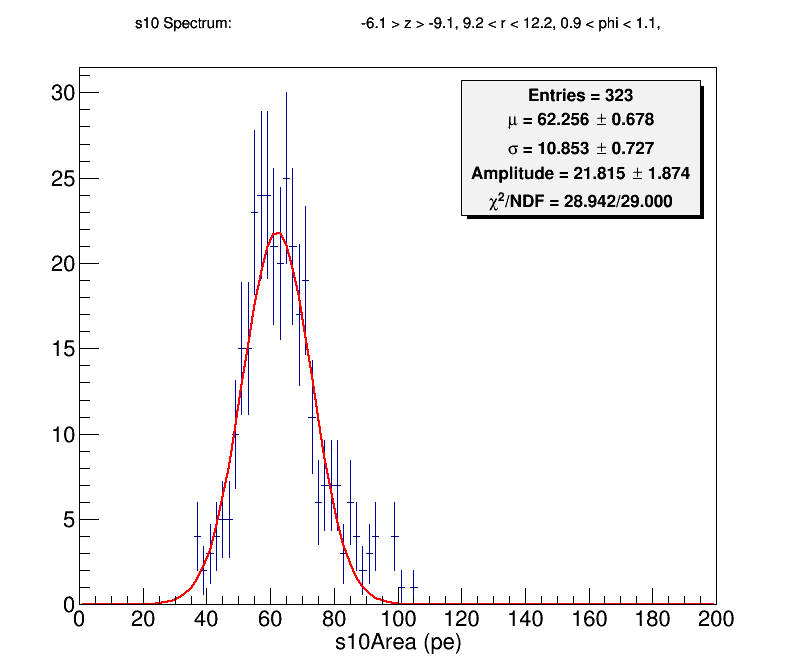 s10 Spectrum: -6.1 > z > -9.1, 9.2 < r < 12.2, 0.9 < phi < 1.1,
Entries = 323
μ = 62.256 ± 0.678
σ = 10.853 ± 0.727
Amplitude = 21.815 ± 1.874
χ²/NDF = 28.942/29.000
30
25
20
15
10
5
0
0 20 40 60 80 100 120 140 160 180 200
s10Area (pe)